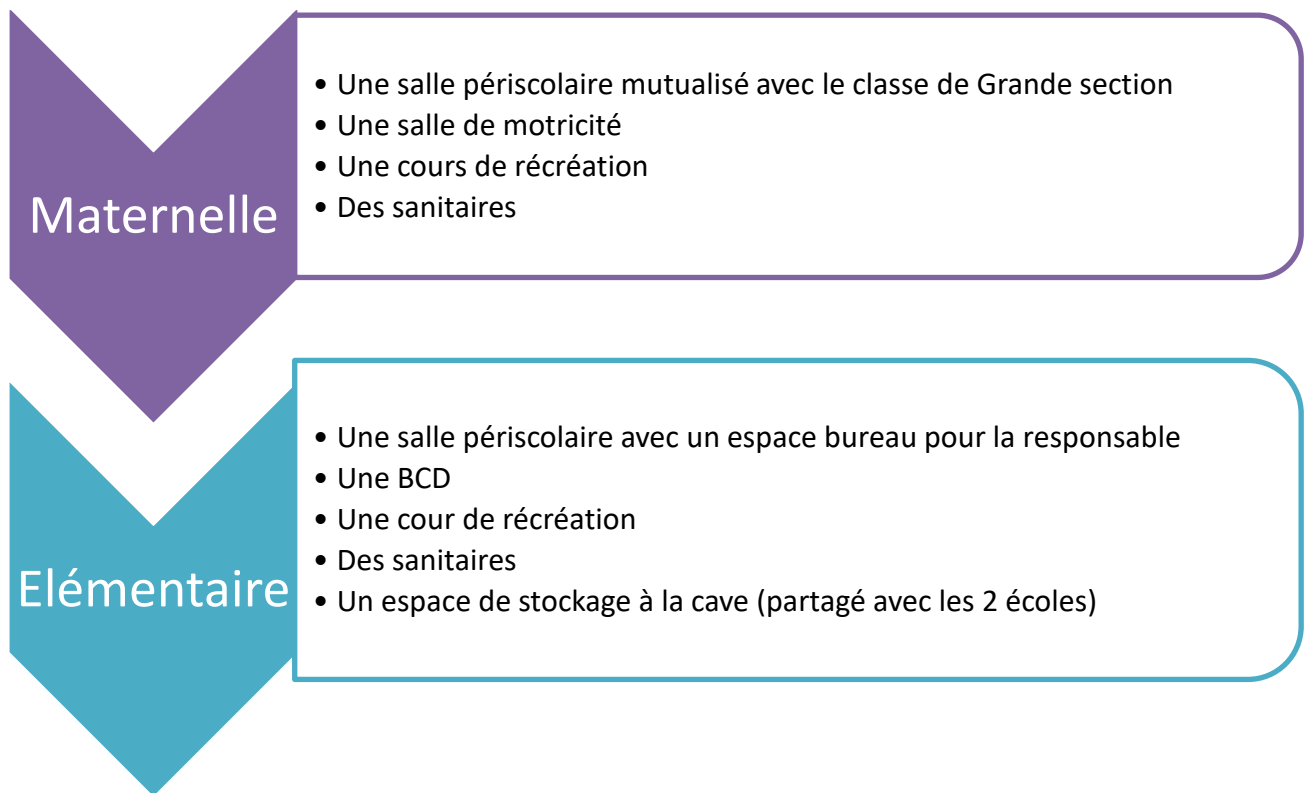 Maternelle
• Une salle périscolaire mutualisé avec le classe de Grande section
• Une salle de motricité
• Une cours de récréation
• Des sanitaires
Elémentaire
• Une salle périscolaire avec un espace bureau pour la responsable
• Une BCD
• Une cour de récréation
• Des sanitaires
• Un espace de stockage à la cave (partagé avec les 2 écoles)